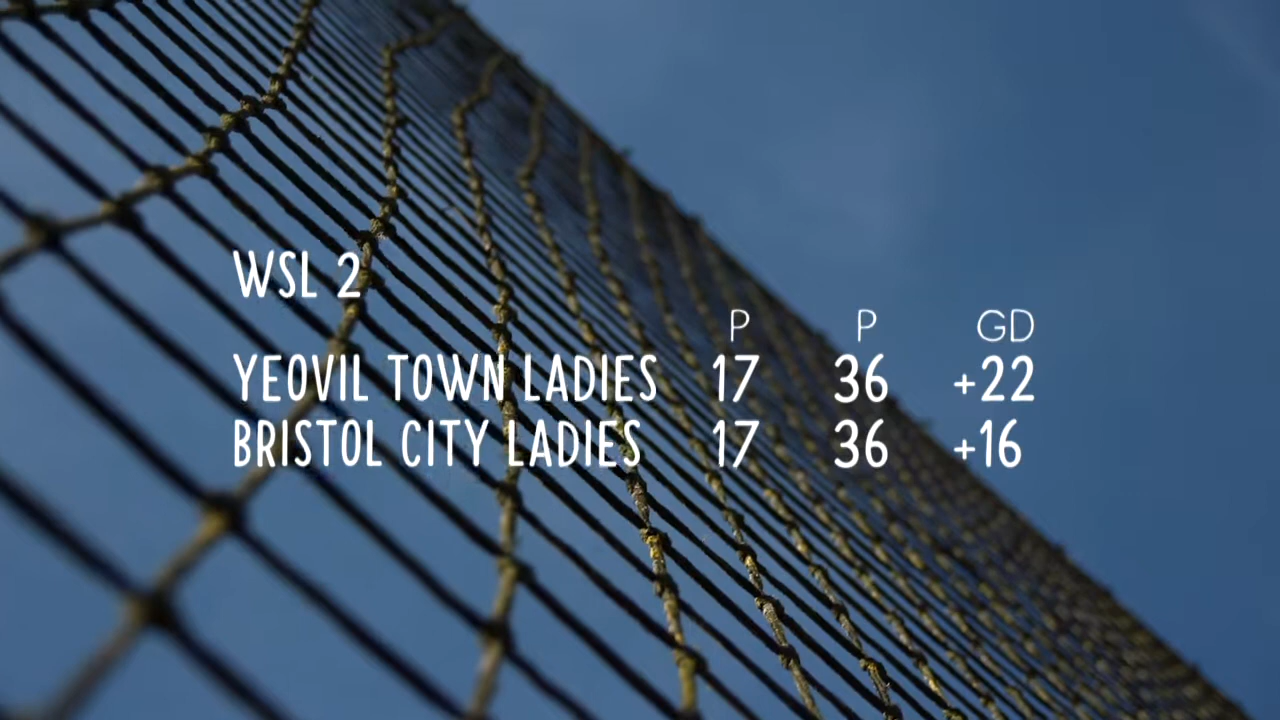 WSL 2
P P GD
YEOVIL TOWN LADIES 17 36 +22
BRISTOL CITY LADIES 17 36 +16